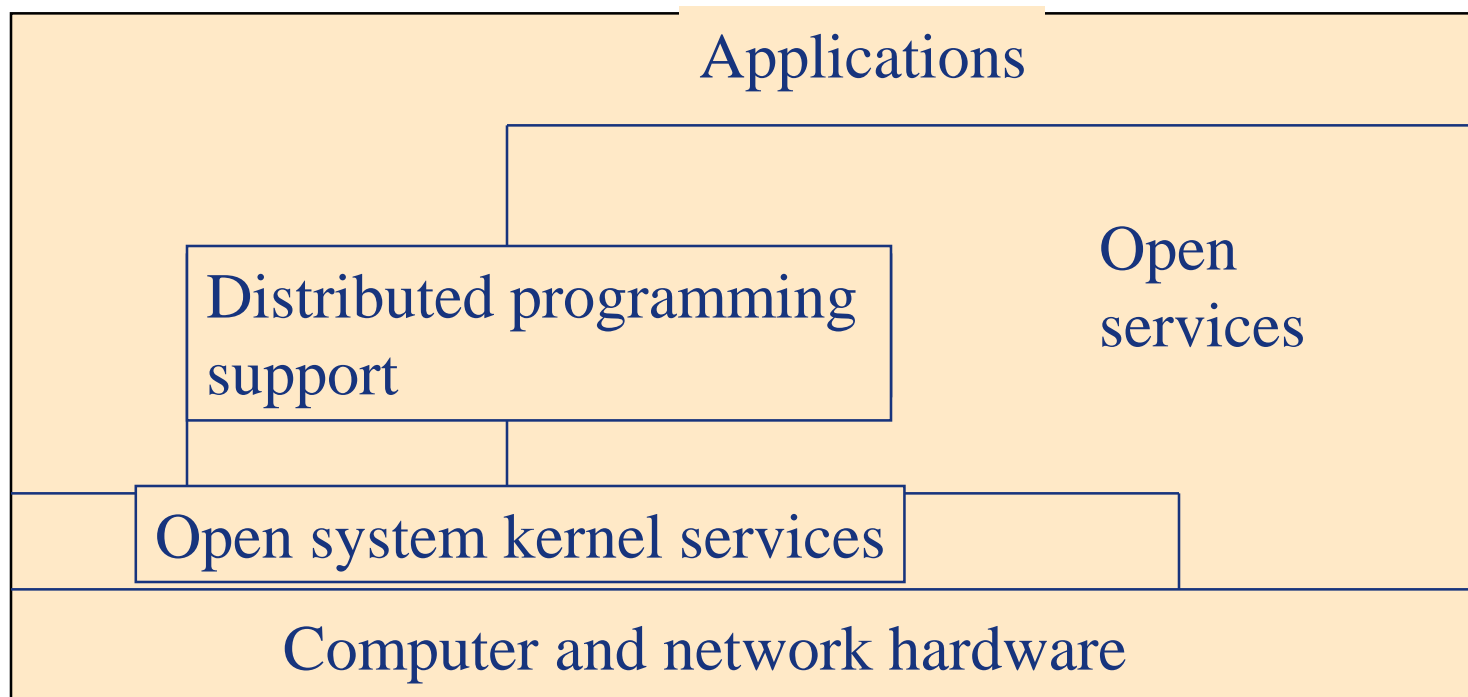 Applications
Open
services
Distributed programming
support
Open system kernel services
Computer and network hardware